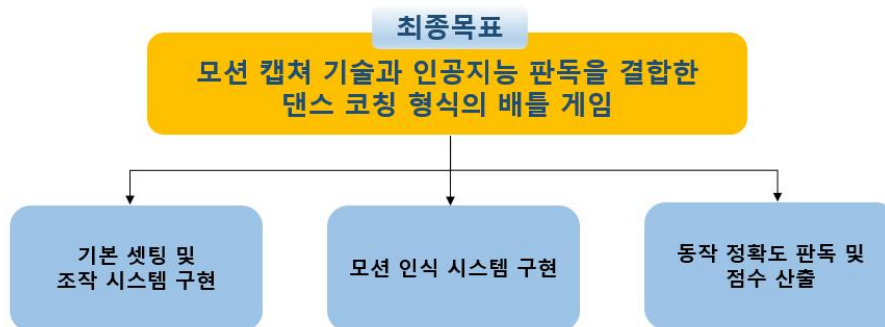 최종목표
모션 캡쳐 기술과 인공지능 판독을 결합한
댄스 코칭 형식의 배틀 게임
기본 셋팅 및
조작 시스템 구현
모션 인식 시스템 구현
동작 정확도 판독 및
점수 산출